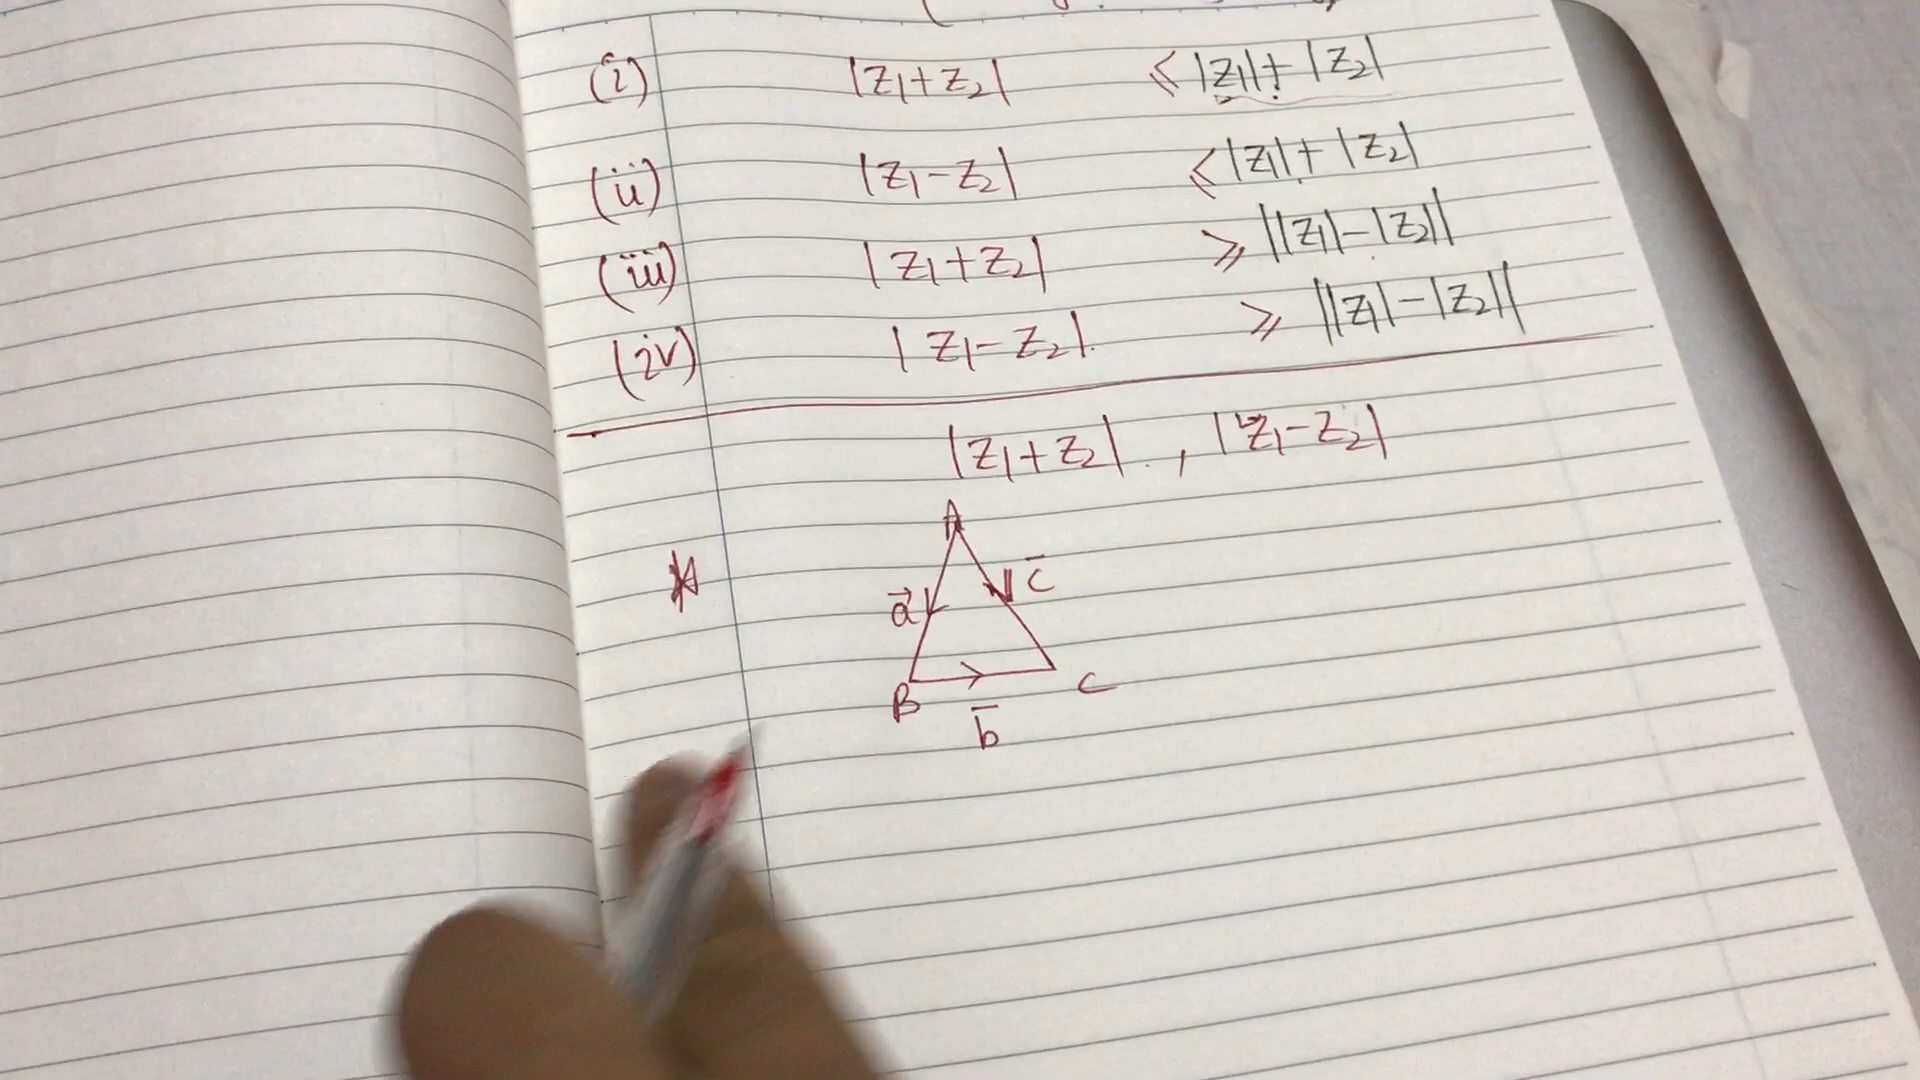 (i) |z₁+z₂| ⩽ |z₁|+|z₂|
(ii) |z₁−z₂| ⩽ |z₁|+|z₂|
(iii) |z₁+z₂| ⩾ ||z₁|−|z₂||
(iv) |z₁−z₂|. ⩾ ||z₁|−|z₂||
|z₁+z₂| , |z₁−z₂|
A
a⃗ c̄
B C
b̄